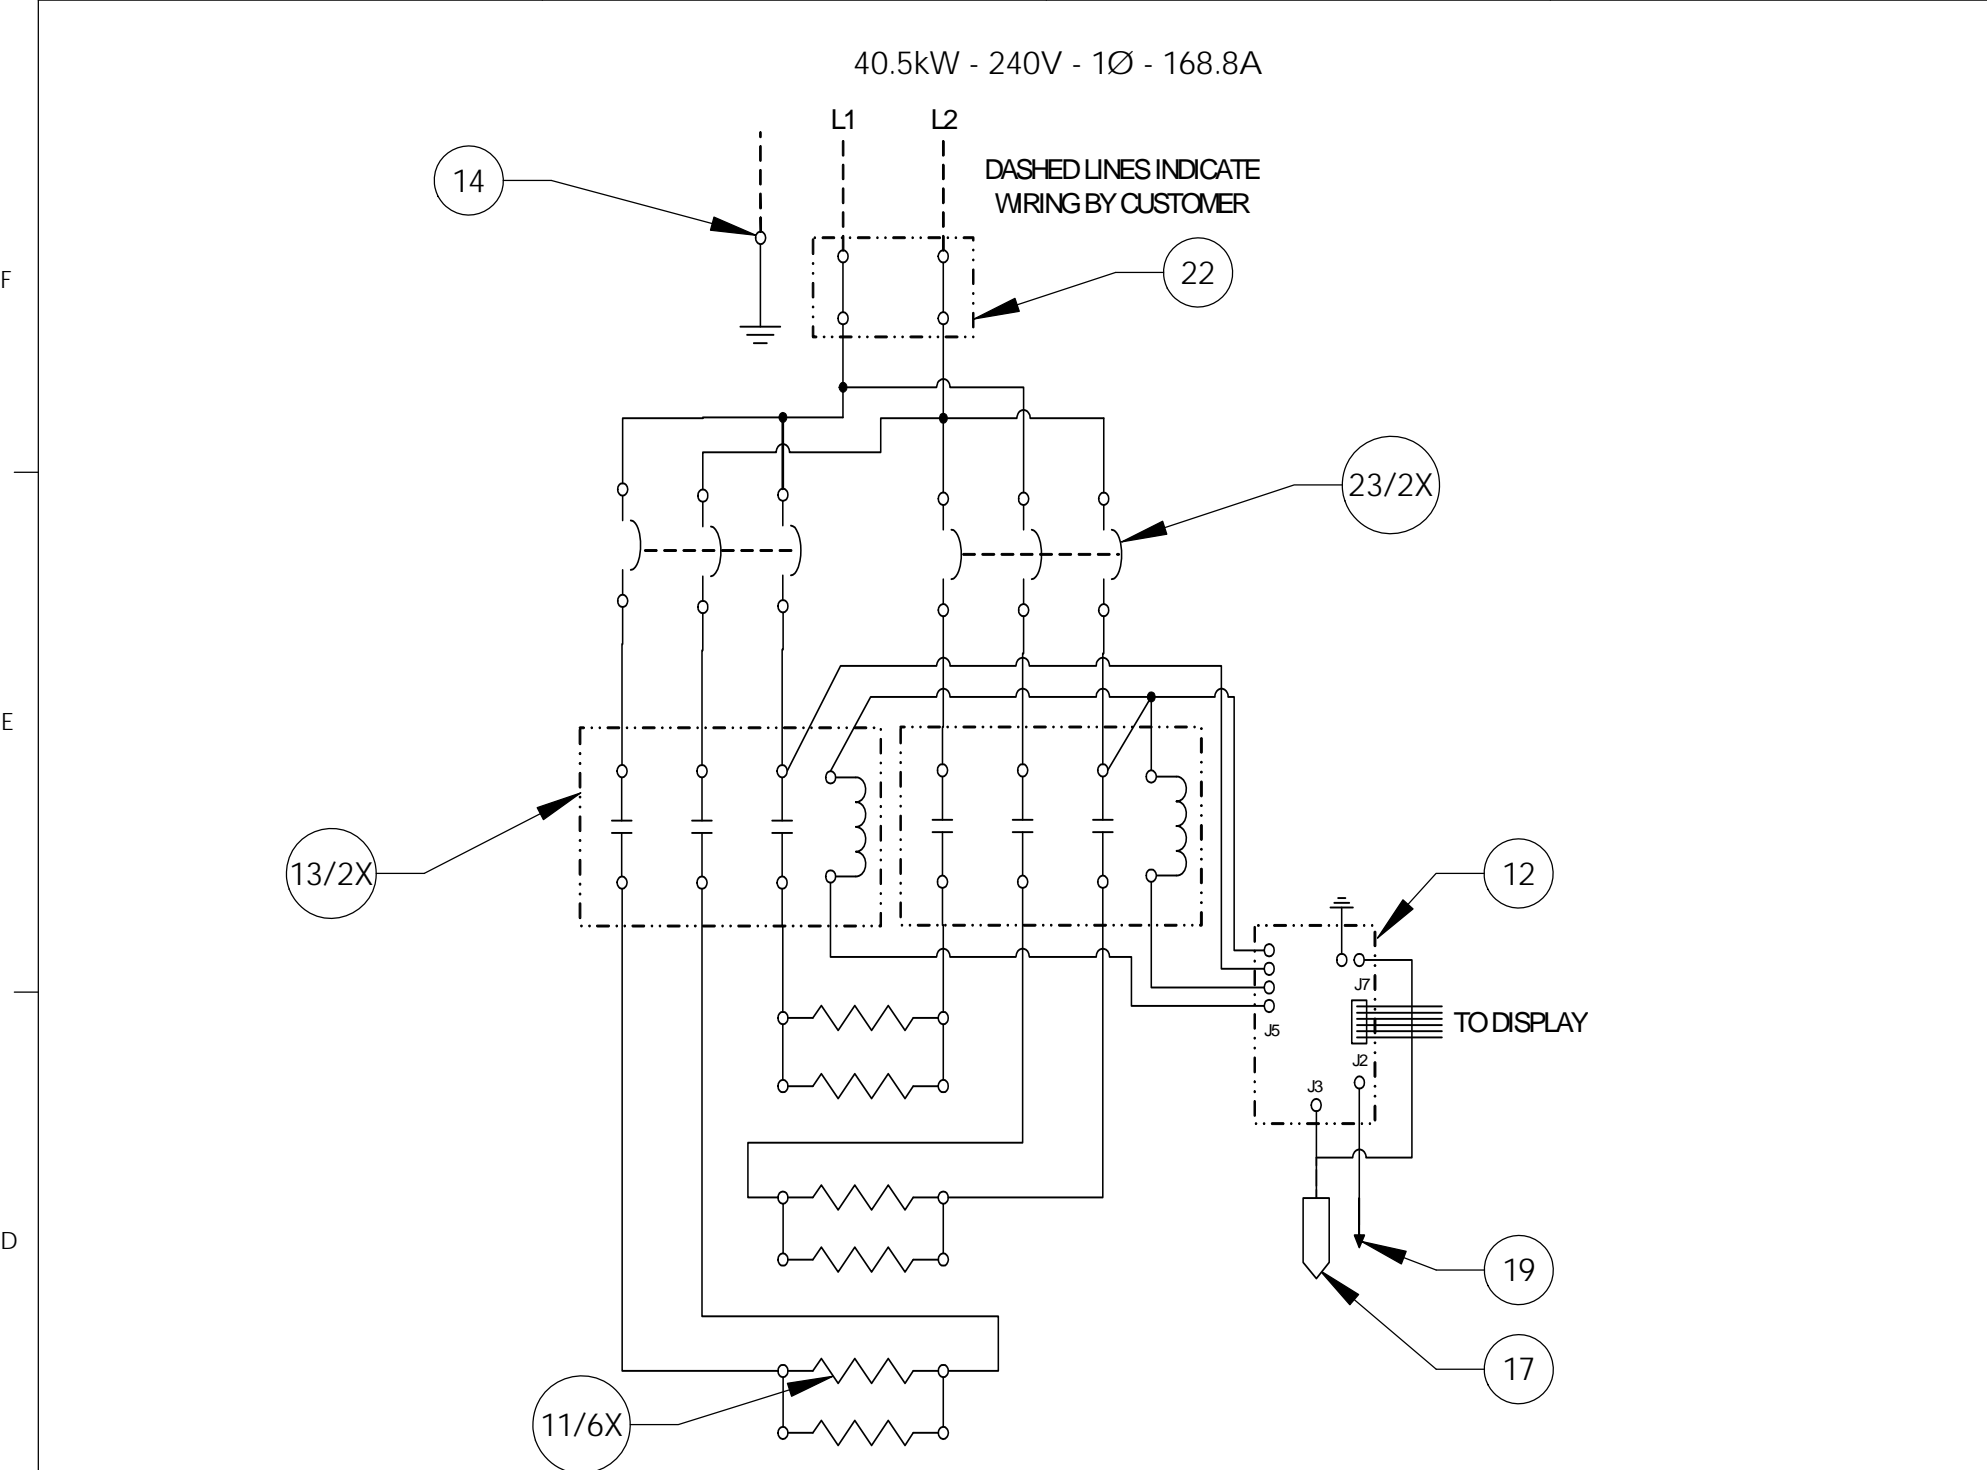 40.5kW - 240V - 1Ø - 168.8A
L1
L2
14
DASHED LINES INDICATE
WIRING BY CUSTOMER
22
F
23/2X
E
13/2X
12
J7
TO DISPLAY
J5
J2
J3
D
19
17
11/6X